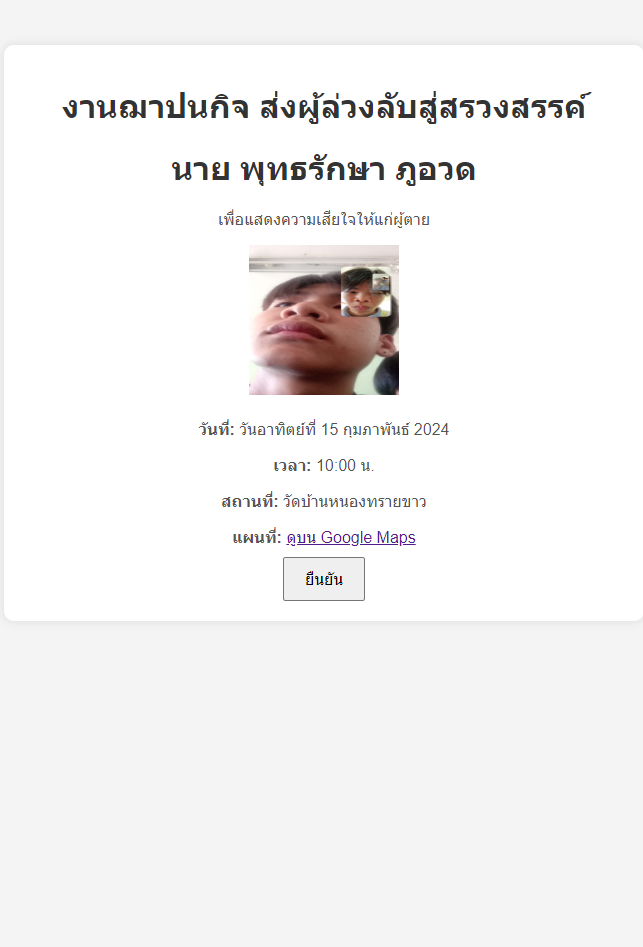 งานฌาปนกิจ ส่งผู้ล่วงลับสู่สรวงสรรค์
นาย พุทธรักษา ภูอวด
เพื่อแสดงความเสียใจให้แก่ผู้ตาย
วันที่: วันอาทิตย์ที่ 15 กุมภาพันธ์ 2024
เวลา: 10:00 น.
สถานที่: วัดบ้านหนองทรายขาว
แผนที่: ดูบน Google Maps
ยืนยัน